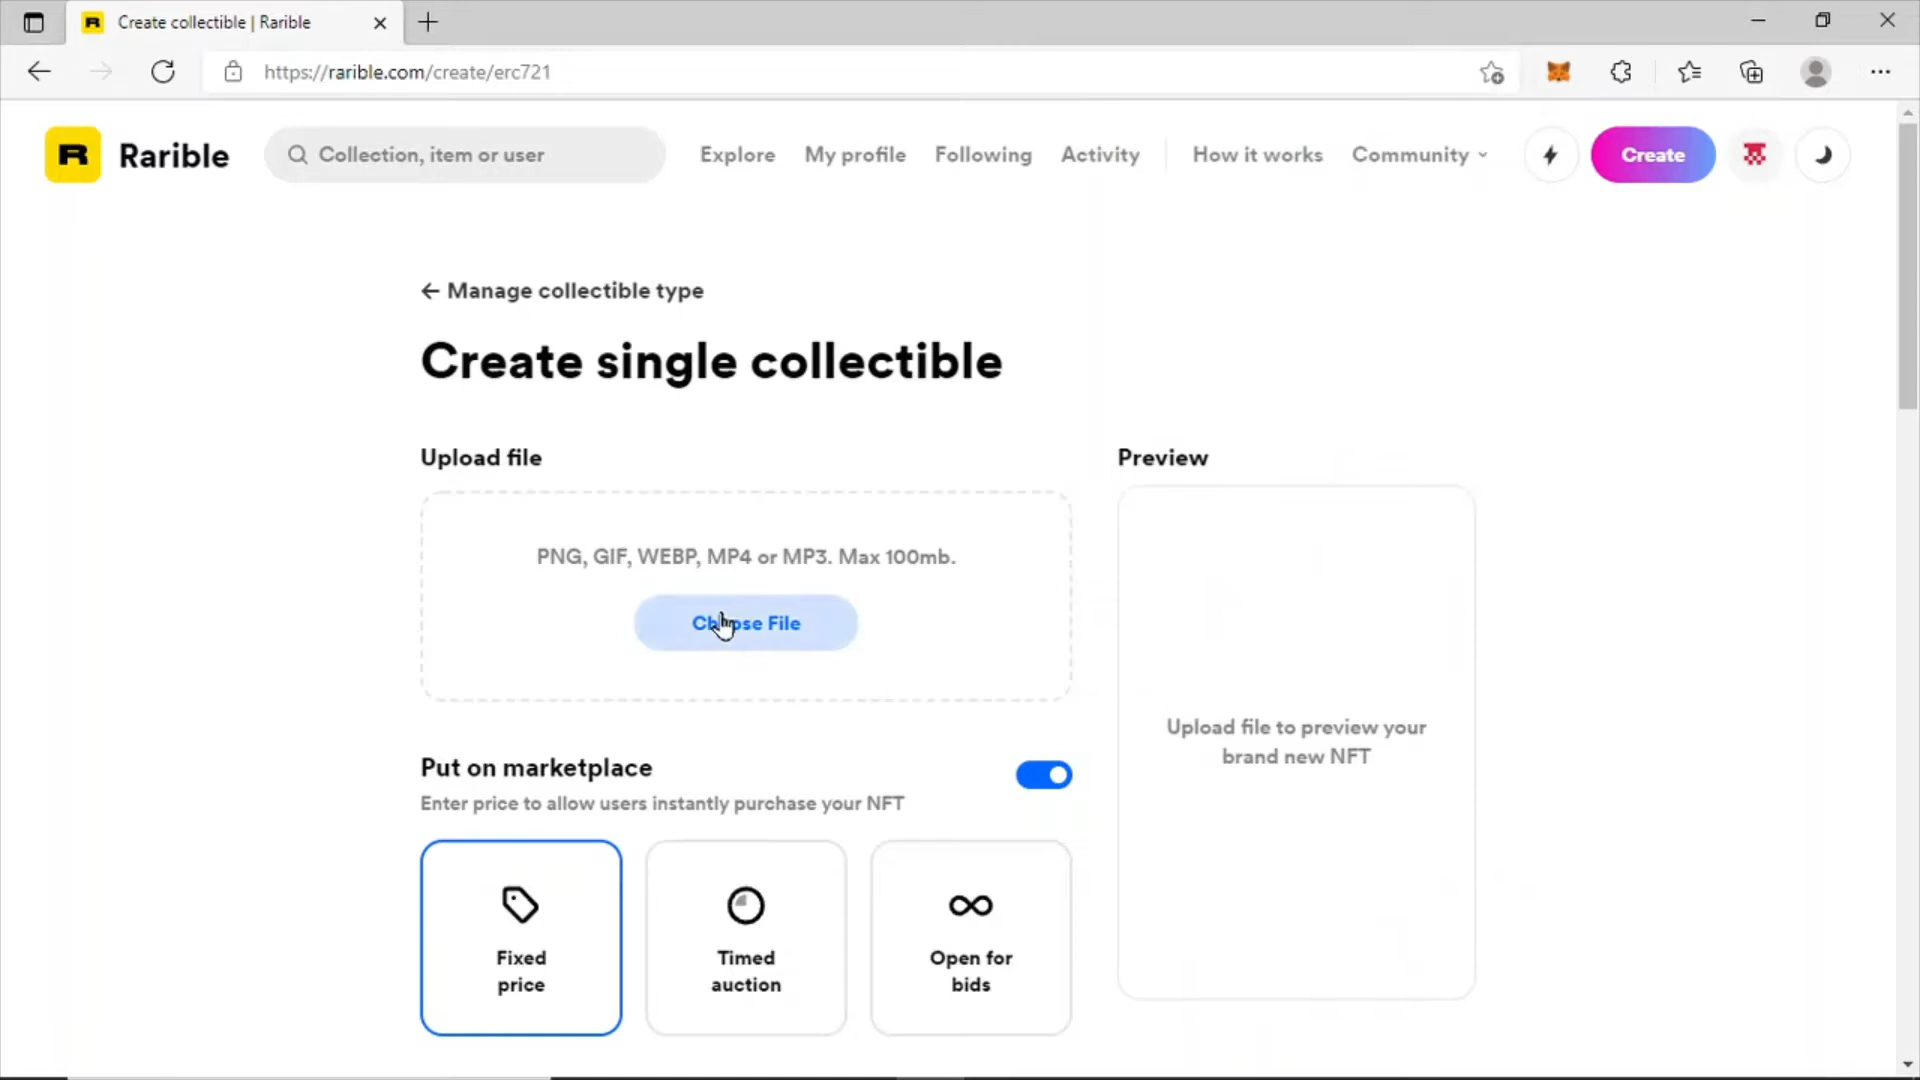 Create collectible | Rarible
https://rarible.com/create/erc721
R Rarible
Collection, item or user
Explore
My profile
Following
Activity
How it works
Community
Create
← Manage collectible type
Create single collectible
Upload file
Preview
PNG, GIF, WEBP, MP4 or MP3. Max 100mb.
Choose File
Upload file to preview your
brand new NFT
Put on marketplace
Enter price to allow users instantly purchase your NFT
Fixed
price
Timed
auction
Open for
bids